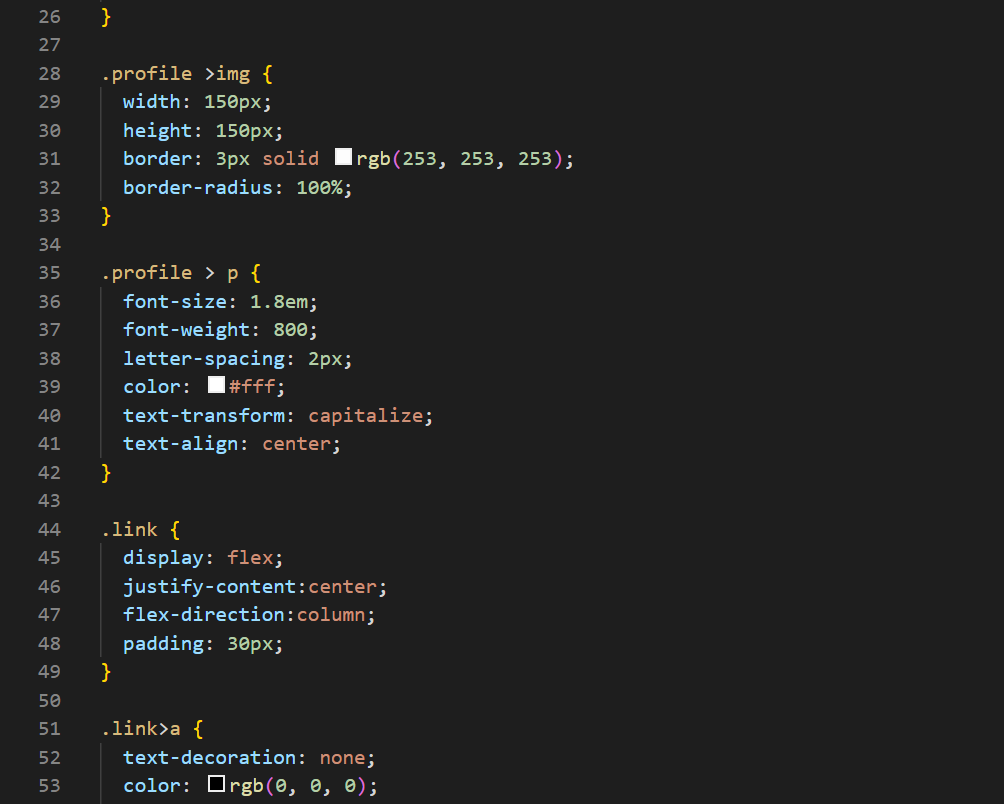 26 }
27
28 .profile >img {
29 width: 150px;
30 height: 150px;
31 border: 3px solid rgb(253, 253, 253);
32 border-radius: 100%;
33 }
34
35 .profile > p {
36 font-size: 1.8em;
37 font-weight: 800;
38 letter-spacing: 2px;
39 color: #fff;
40 text-transform: capitalize;
41 text-align: center;
42 }
43
44 .link {
45 display: flex;
46 justify-content:center;
47 flex-direction:column;
48 padding: 30px;
49 }
50
51 .link>a {
52 text-decoration: none;
53 color: rgb(0, 0, 0);